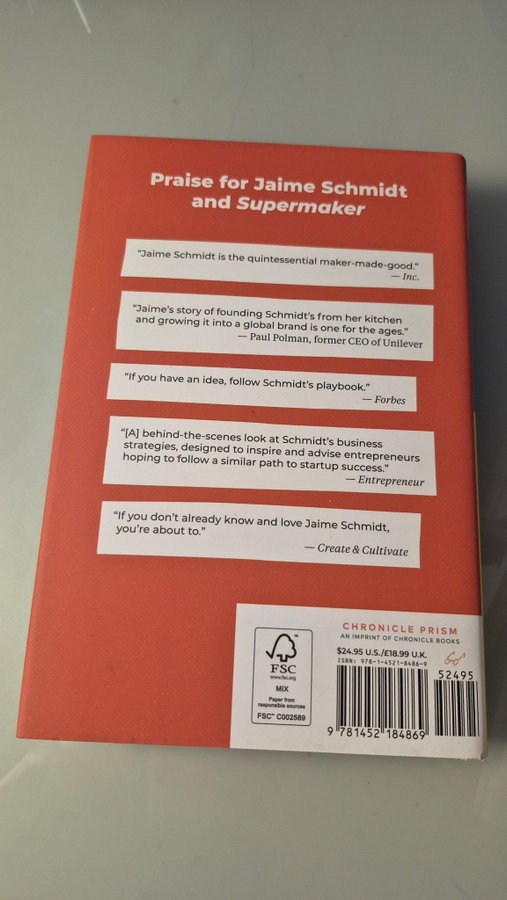 Praise for Jaime Schmidt
and Supermaker
“Jaime Schmidt is the quintessential maker-made-good.”
— Inc.
“Jaime’s story of founding Schmidt’s from her kitchen
and growing it into a global brand is one for the ages.”
— Paul Polman, former CEO of Unilever
“If you have an idea, follow Schmidt’s playbook.”
— Forbes
“[A] behind-the-scenes look at Schmidt’s business
strategies, designed to inspire and advise entrepreneurs
hoping to follow a similar path to startup success.”
— Entrepreneur
“If you don’t already know and love Jaime Schmidt,
you’re about to.”
— Create & Cultivate
FSC
www.fsc.org
MIX
Paper from
responsible sources
FSC™ C002589
CHRONICLE PRISM
AN IMPRINT OF CHRONICLE BOOKS
$24.95 U.S./£18.99 U.K.
ISBN: 978-1-4521-8486-9
52495
9 781452 184869